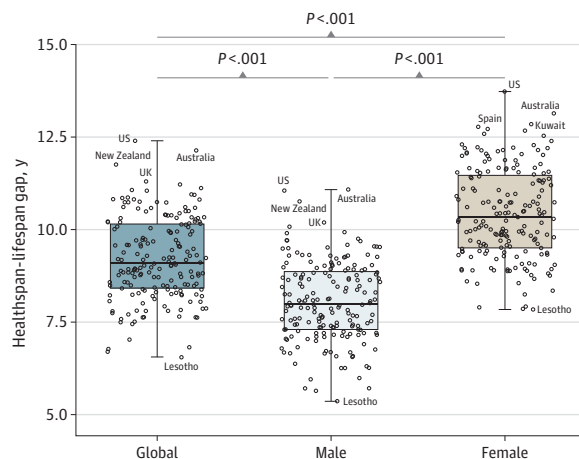 P <.001
P <.001
P <.001
15.0
12.5
10.0
7.5
5.0
Healthspan-lifespan gap, y
US
New Zealand
UK
Australia
Lesotho
US
New Zealand
UK
Australia
Lesotho
US
Spain
Australia
Kuwait
Lesotho
Global
Male
Female